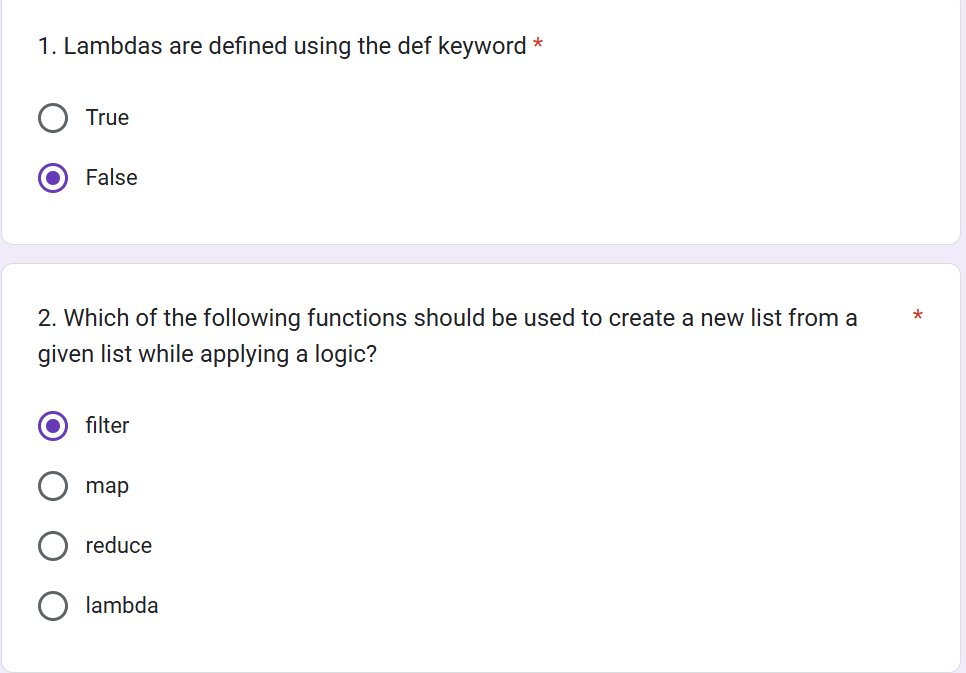 1. Lambdas are defined using the def keyword *
True
False
2. Which of the following functions should be used to create a new list from a *
given list while applying a logic?
filter
map
reduce
lambda